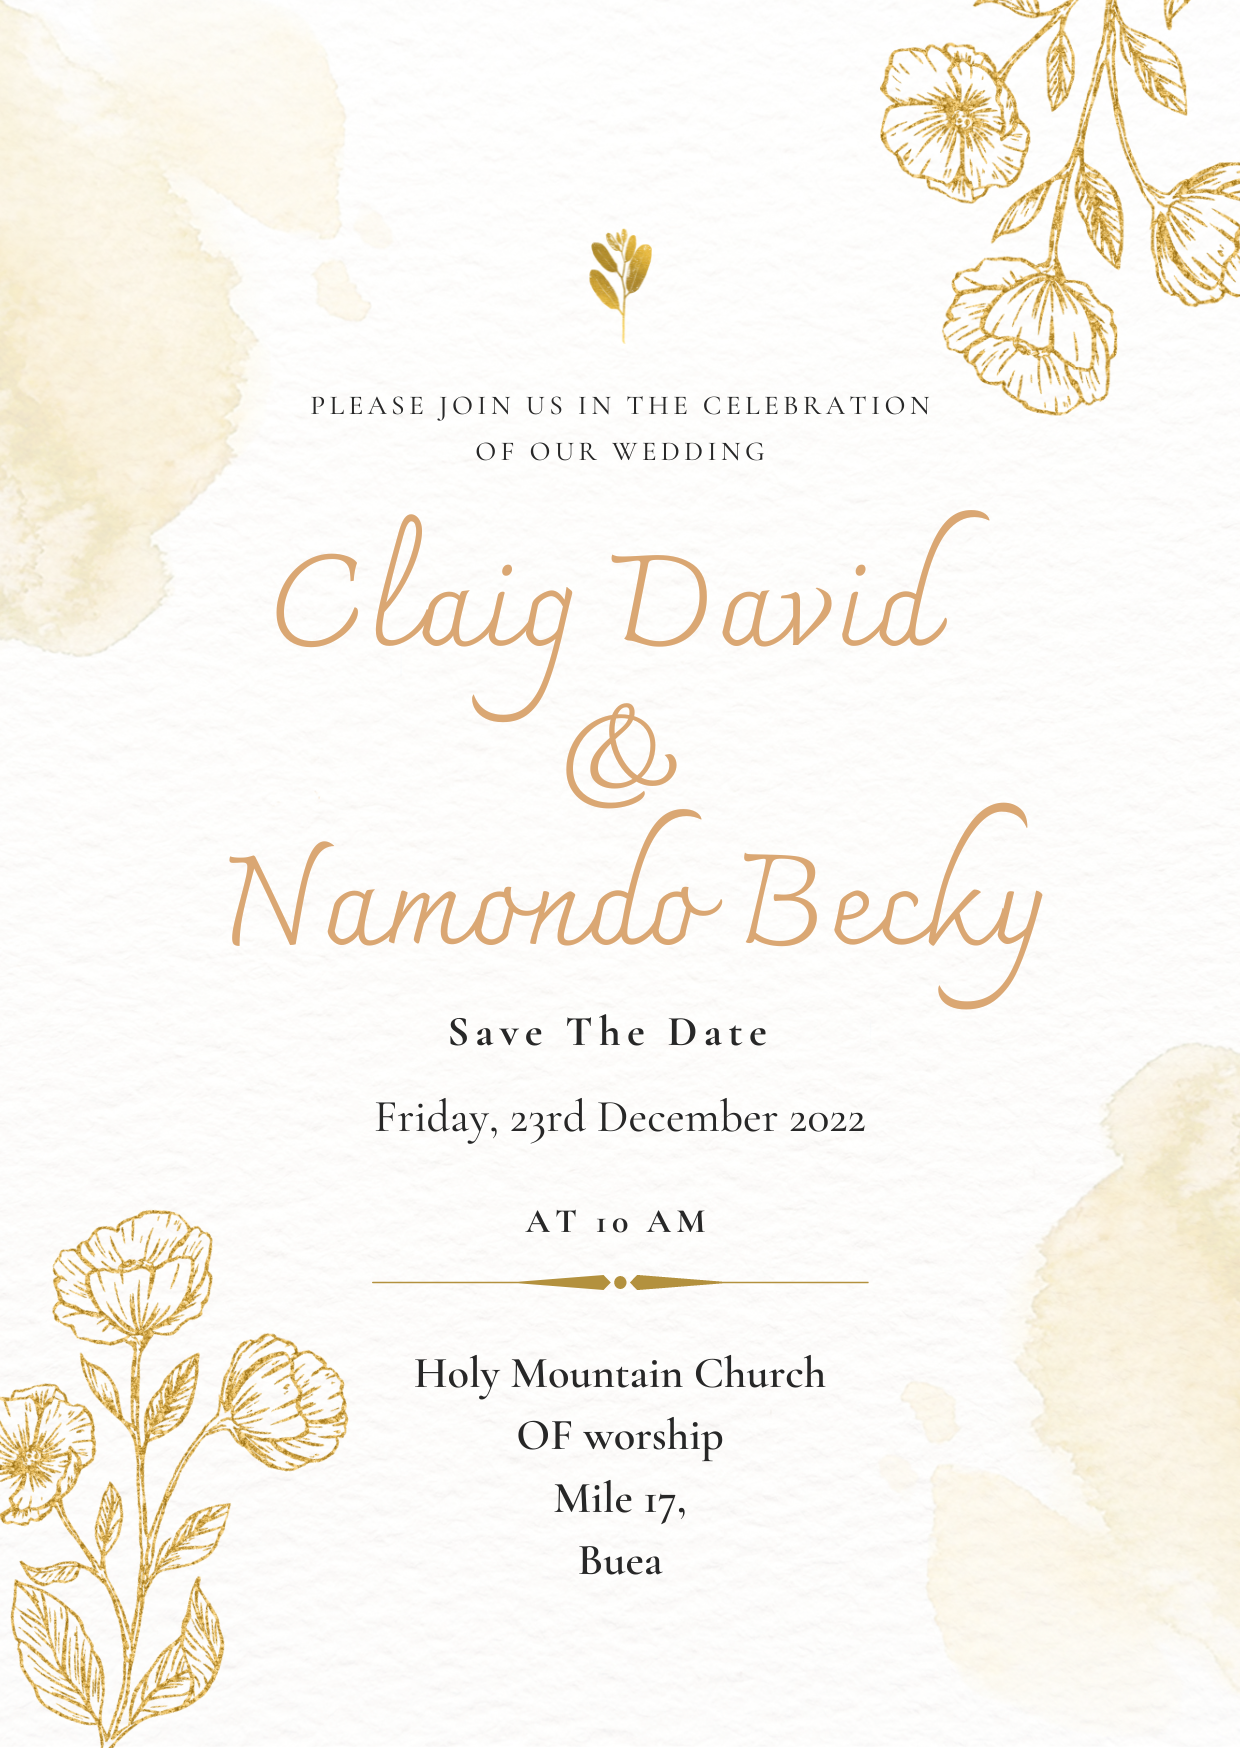 PLEASE JOIN US IN THE CELEBRATION
OF OUR WEDDING
Claig David
&
Namondo Becky
Save The Date
Friday, 23rd December 2022
AT 10 AM
Holy Mountain Church
OF worship
Mile 17,
Buea